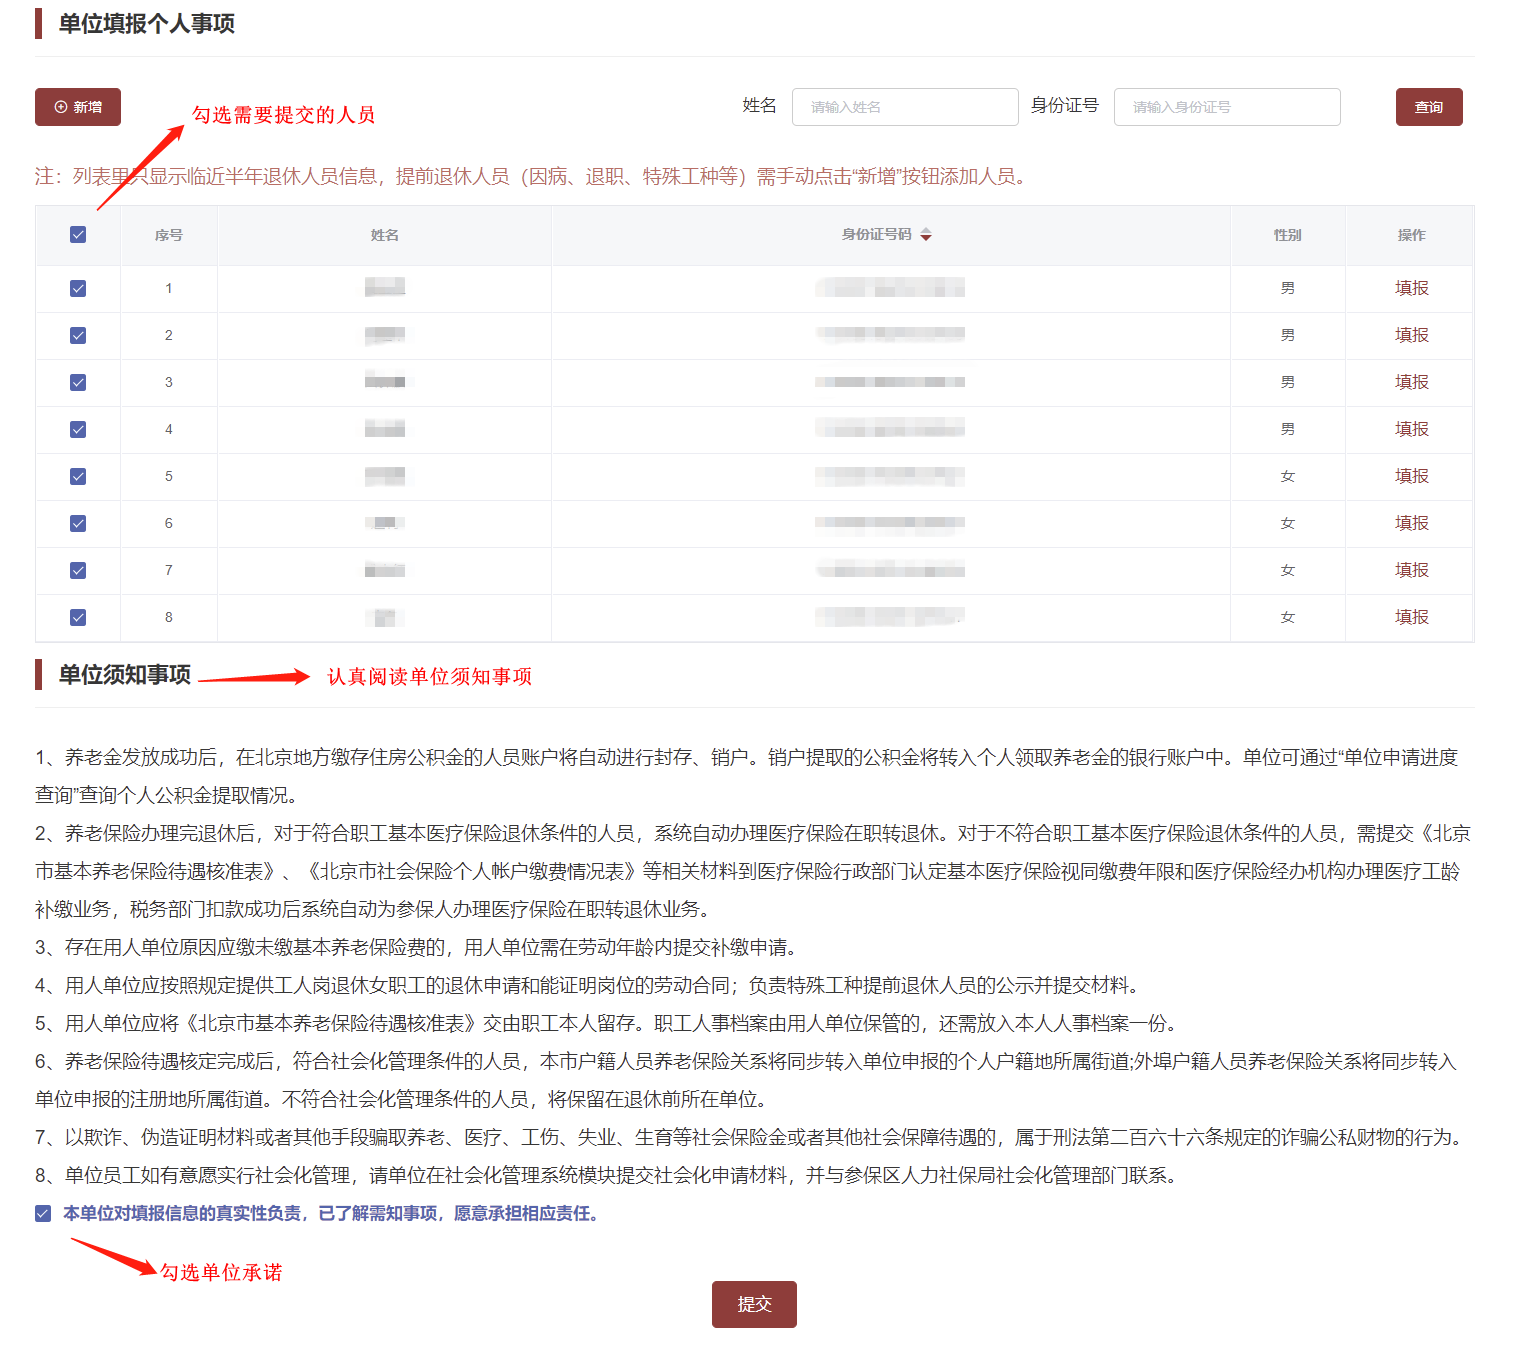 单位填报个人事项
新增
勾选需要提交的人员
姓名 请输入姓名 身份证号 请输入身份证号 查询
注：列表里只显示临近半年退休人员信息，提前退休人员（因病、退职、特殊工种等）需手动点击“新增”按钮添加人员。
序号 姓名 身份证号码 性别 操作
1 男 填报
2 男 填报
3 男 填报
4 男 填报
5 女 填报
6 女 填报
7 女 填报
8 女 填报
单位须知事项 认真阅读单位须知事项
1、养老金发放成功后，在北京地方缴存住房公积金的人员账户将自动进行封存、销户。销户提取的公积金将转入个人领取养老金的银行账户中。单位可通过“单位申请进度
查询”查询个人公积金提取情况。
2、养老保险办理完退休后，对于符合职工基本医疗保险退休条件的人员，系统自动办理医疗保险在职转退休。对于不符合职工基本医疗保险退休条件的人员，需提交《北京
市基本养老保险待遇核准表》、《北京市社会保险个人帐户缴费情况表》等相关材料到医疗保险行政部门认定基本医疗保险视同缴费年限和医疗保险经办机构办理医疗工龄
补缴业务，税务部门扣款成功后系统自动为参保人办理医疗保险在职转退休业务。
3、存在用人单位原因应缴未缴基本养老保险费的，用人单位需在劳动年龄内提交补缴申请。
4、用人单位应按照规定提供工人岗退休女职工的退休申请和能证明岗位的劳动合同；负责特殊工种提前退休人员的公示并提交材料。
5、用人单位应将《北京市基本养老保险待遇核准表》交由职工本人留存。职工人事档案由用人单位保管的，还需放入本人人事档案一份。
6、养老保险待遇核定完成后，符合社会化管理条件的人员，本市户籍人员养老保险关系将同步转入单位申报的个人户籍地所属街道;外埠户籍人员养老保险关系将同步转入
单位申报的注册地所属街道。不符合社会化管理条件的人员，将保留在退休前所在单位。
7、以欺诈、伪造证明材料或者其他手段骗取养老、医疗、工伤、失业、生育等社会保险金或者其他社会保障待遇的，属于刑法第二百六十六条规定的诈骗公私财物的行为。
8、单位员工如有意愿实行社会化管理，请单位在社会化管理系统模块提交社会化申请材料，并与参保区人力社保局社会化管理部门联系。
本单位对填报信息的真实性负责，已了解需知事项，愿意承担相应责任。
勾选单位承诺
提交